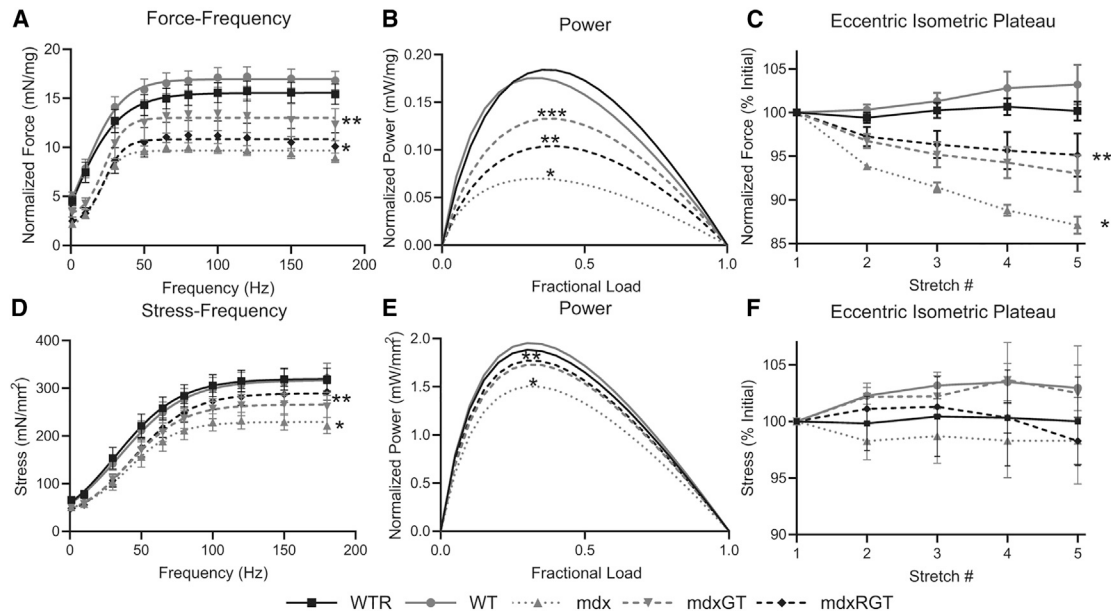 A
Force-Frequency
Normalized Force (mN/mg)
20
15
10
5
0
**
*
0 50 100 150 200
Frequency (Hz)
B
Power
Normalized Power (mW/mg)
0.20
0.15
0.10
0.05
0.00
***
**
*
0.0 0.5 1.0
Fractional Load
C
Eccentric Isometric Plateau
Normalized Force (% Initial)
105
100
95
90
85
**
*
1 2 3 4 5
Stretch #
D
Stress-Frequency
Stress (mN/mm²)
400
300
200
100
0
**
*
0 50 100 150 200
Frequency (Hz)
E
Power
Normalized Power (mW/mm²)
2.0
1.5
1.0
0.5
0.0
**
*
0.0 0.5 1.0
Fractional Load
F
Eccentric Isometric Plateau
Stress (% Initial)
105
100
95
90
1 2 3 4 5
Stretch #
WTR WT mdx mdxGT mdxRGT